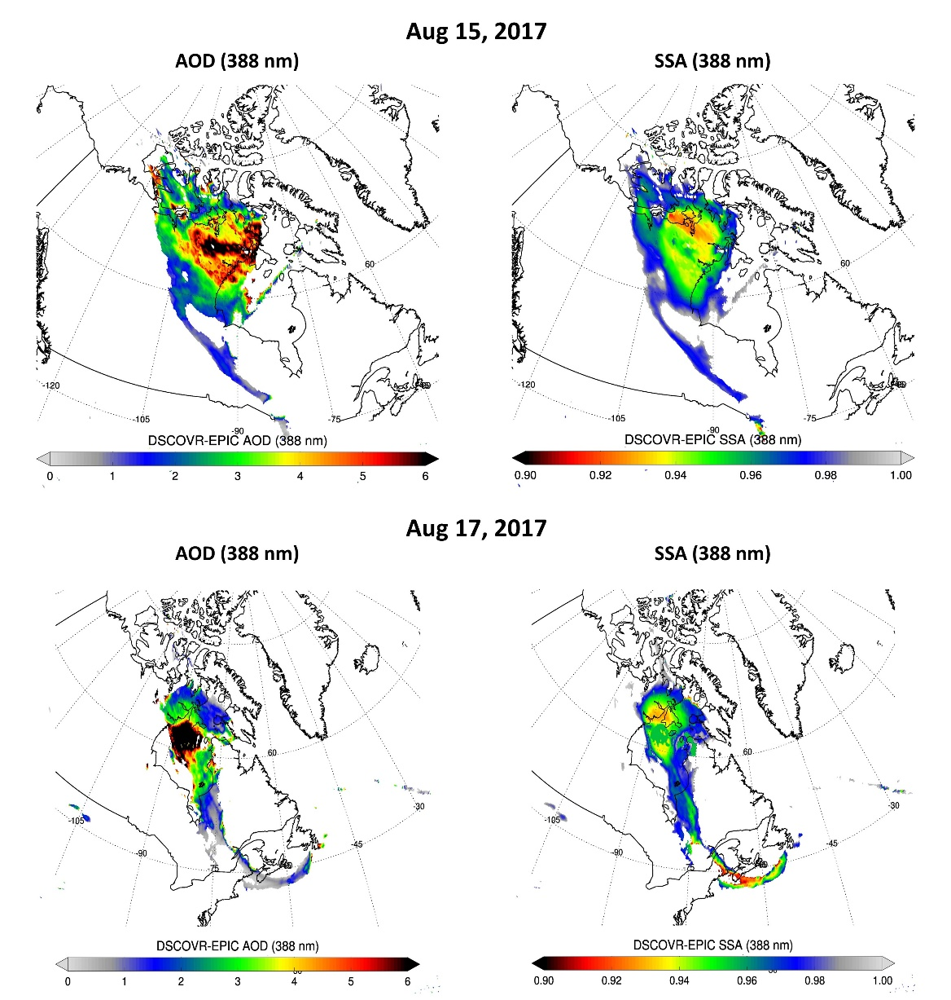 Aug 15, 2017
AOD (388 nm)
SSA (388 nm)
60
60
-120
-105
-90
-75
-120
-105
-90
-75
DSCOVR-EPIC AOD (388 nm)
DSCOVR-EPIC SSA (388 nm)
0 1 2 3 4 5 6
0.90 0.92 0.94 0.96 0.98 1.00
Aug 17, 2017
AOD (388 nm)
SSA (388 nm)
75
75
60
60
-30
-30
-105
-105
-45
-45
-90
-90
75
75
DSCOVR-EPIC AOD (388 nm)
DSCOVR-EPIC SSA (388 nm)
0 1 2 3 4 5 6
0.90 0.92 0.94 0.96 0.98 1.00